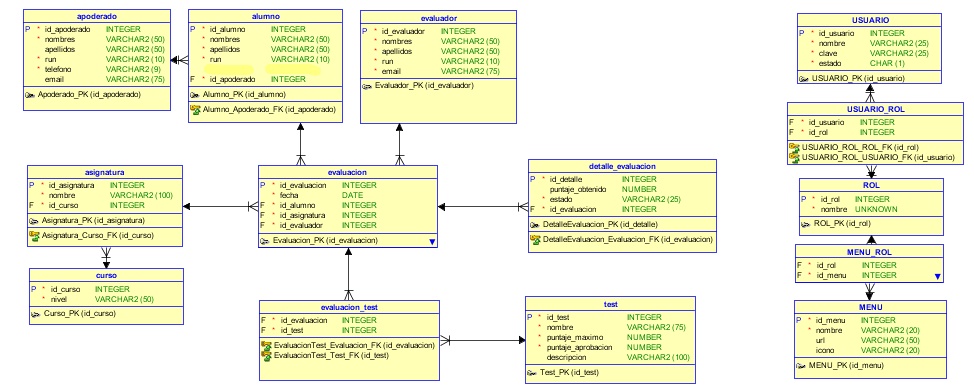 apoderado
P * id_apoderado INTEGER
* nombres VARCHAR2 (50)
apellidos VARCHAR2 (50)
* run VARCHAR2 (10)
* telefono VARCHAR2 (9)
email VARCHAR2 (75)
Apoderado_PK (id_apoderado)
alumno
P * id_alumno INTEGER
* nombres VARCHAR2 (50)
* apellidos VARCHAR2 (50)
* run VARCHAR2 (10)
F * id_apoderado INTEGER
Alumno_PK (id_alumno)
Alumno_Apoderado_FK (id_apoderado)
evaluador
P * id_evaluador INTEGER
* nombres VARCHAR2 (50)
apellidos VARCHAR2 (50)
* run VARCHAR2 (10)
* email VARCHAR2 (75)
Evaluador_PK (id_evaluador)
USUARIO
P * id_usuario INTEGER
* nombre VARCHAR2 (25)
* clave VARCHAR2 (25)
* estado CHAR (1)
USUARIO_PK (id_usuario)
USUARIO_ROL
F * id_usuario INTEGER
F * id_rol INTEGER
USUARIO_ROL_ROL_FK (id_rol)
USUARIO_ROL_USUARIO_FK (id_usuario)
asignatura
P * id_asignatura INTEGER
* nombre VARCHAR2 (100)
F * id_curso INTEGER
Asignatura_PK (id_asignatura)
Asignatura_Curso_FK (id_curso)
evaluacion
P * id_evaluacion INTEGER
* fecha DATE
F * id_alumno INTEGER
F * id_asignatura INTEGER
F * id_evaluador INTEGER
Evaluacion_PK (id_evaluacion)
detalle_evaluacion
P * id_detalle INTEGER
puntaje_obtenido NUMBER
* estado VARCHAR2 (25)
F * id_evaluacion INTEGER
DetalleEvaluacion_PK (id_detalle)
DetalleEvaluacion_Evaluacion_FK (id_evaluacion)
ROL
P * id_rol INTEGER
* nombre UNKNOWN
ROL_PK (id_rol)
MENU_ROL
F * id_rol INTEGER
F * id_menu INTEGER
curso
P * id_curso INTEGER
* nivel VARCHAR2 (50)
Curso_PK (id_curso)
evaluacion_test
F * id_evaluacion INTEGER
F * id_test INTEGER
EvaluacionTest_Evaluacion_FK (id_evaluacion)
EvaluacionTest_Test_FK (id_test)
test
P * id_test INTEGER
* nombre VARCHAR2 (75)
* puntaje_maximo NUMBER
* puntaje_aprobacion NUMBER
descripcion VARCHAR2 (100)
Test_PK (id_test)
MENU
P * id_menu INTEGER
* nombre VARCHAR2 (20)
url VARCHAR2 (50)
icono VARCHAR2 (20)
MENU_PK (id_menu)